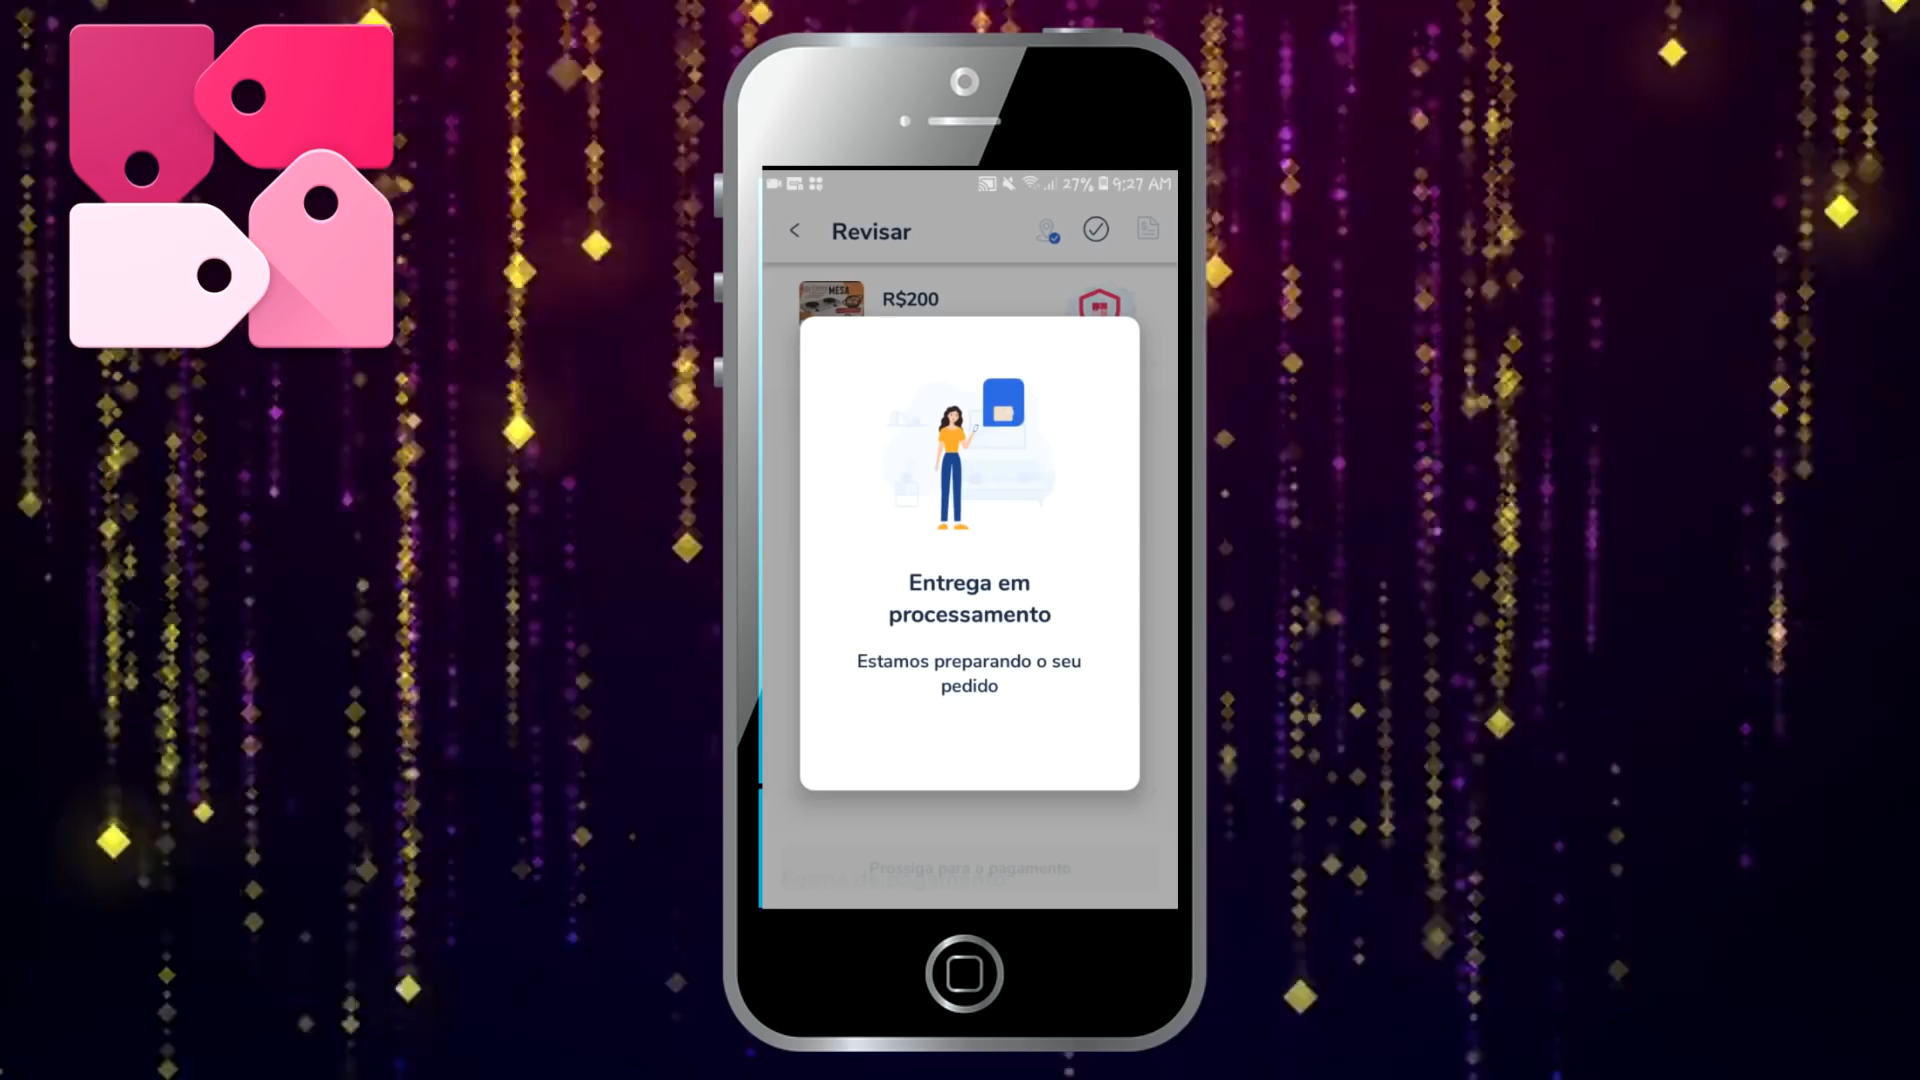 27% 9:27 AM
Revisar
MESA
R$200
Entrega em
processamento
Estamos preparando o seu
pedido
Prossiga para o pagamento